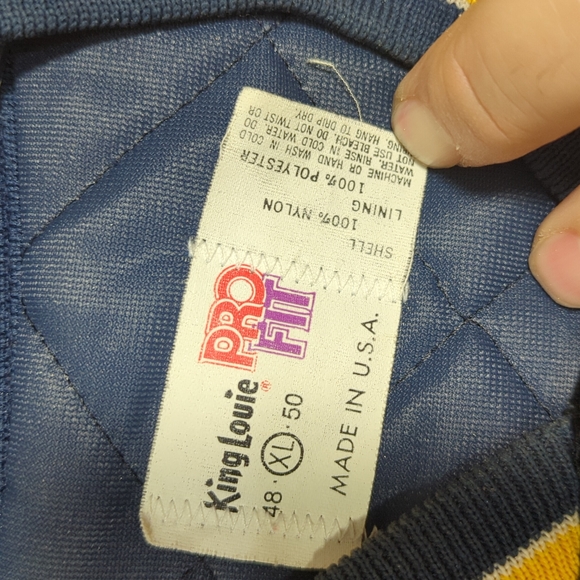 King Louie®
PRO
FIT
48 · XL · 50
MADE IN U.S.A.
SHELL
100% NYLON
LINING
100% POLYESTER
MACHINE OR HAND WASH IN COLD
WATER. RINSE IN COLD WATER. DO
NOT USE BLEACH. DO NOT TWIST OR
HANG TO DRIP DRY